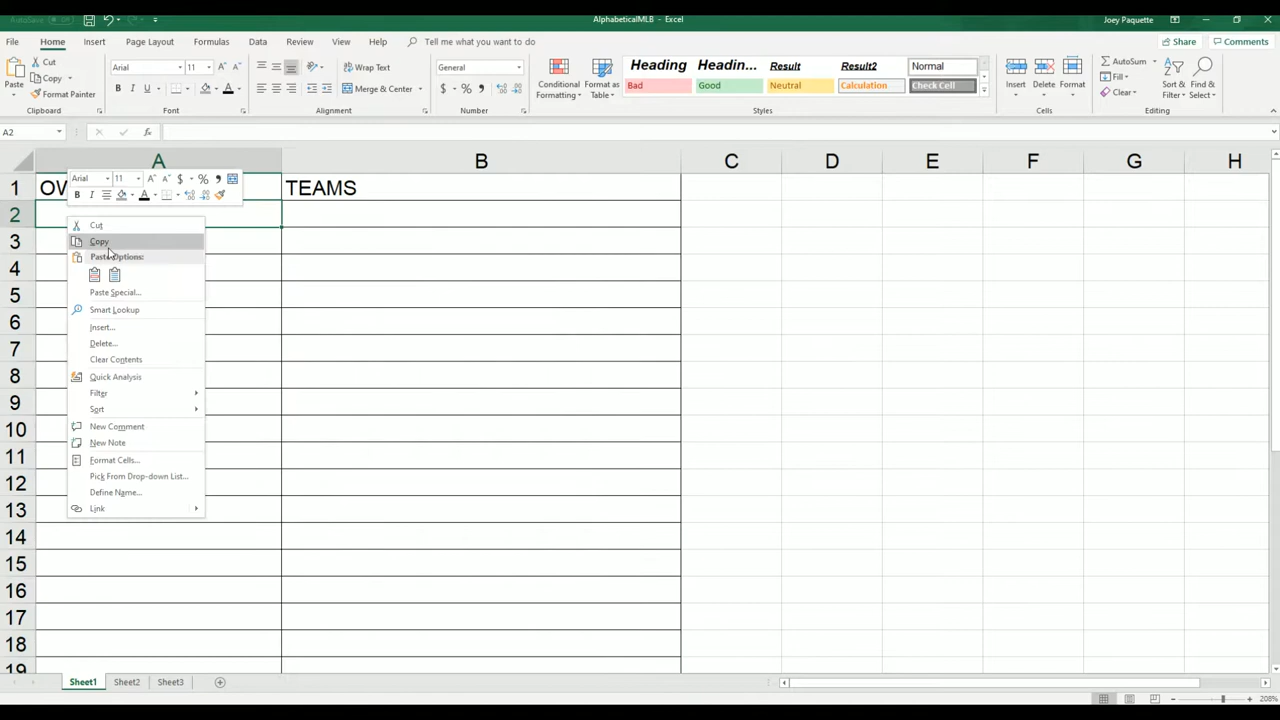 AutoSave
AlphabeticalMLB - Excel
Joey Paquette
File Home Insert Page Layout Formulas Data Review View Help Tell me what you want to do
Share Comments
Paste
Cut
Copy
Format Painter
Clipboard
Arial 11
B I U
Font
Wrap Text
Merge & Center
Alignment
General
$ % ,
Number
Conditional Formatting
Format as Table
Heading Headin... Result Result2 Normal
Bad Good Neutral Calculation Check Cell
Styles
Insert Delete Format
Cells
AutoSum
Fill
Clear
Sort & Filter
Find & Select
Editing
A2
fx
A B C D E F G H
1 OW TEAMS
2
3
4
5
6
7
8
9
10
11
12
13
14
15
16
17
18
19
Arial 11 $ % ,
B I A
Cut
Copy
Paste Options:
Paste Special...
Smart Lookup
Insert...
Delete...
Clear Contents
Quick Analysis
Filter
Sort
New Comment
New Note
Format Cells...
Pick From Drop-down List...
Define Name...
Link
Sheet1 Sheet2 Sheet3
208%